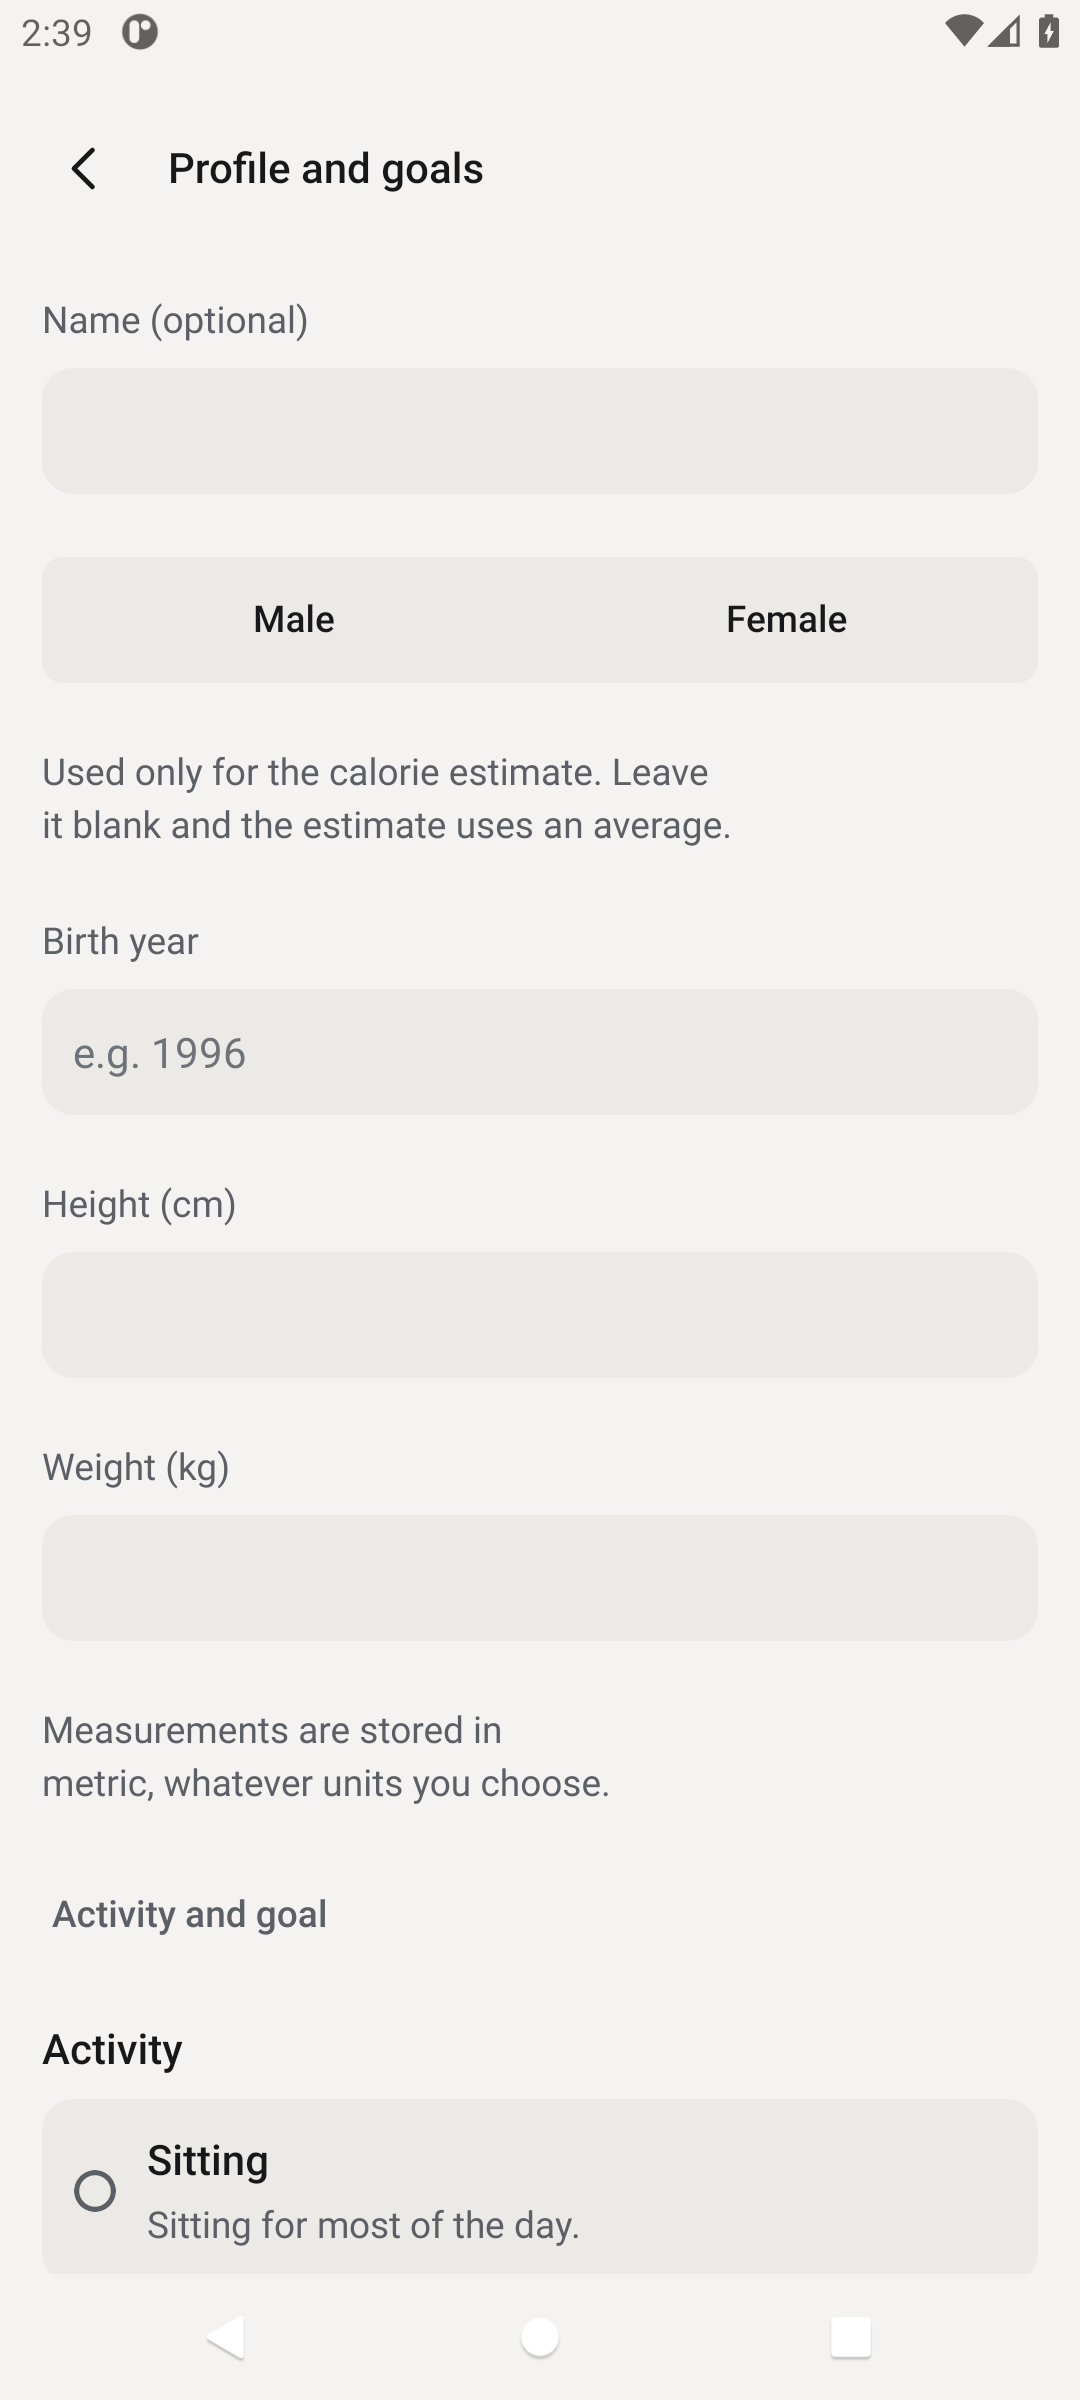 2:39
Profile and goals
Name (optional)
Male Female
Used only for the calorie estimate. Leave
it blank and the estimate uses an average.
Birth year
e.g. 1996
Height (cm)
Weight (kg)
Measurements are stored in
metric, whatever units you choose.
Activity and goal
Activity
Sitting
Sitting for most of the day.